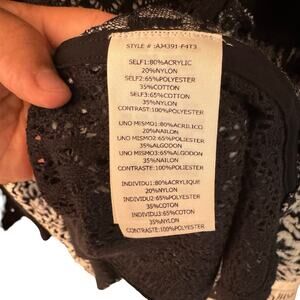 STYLE # :AJ4391-F4T3
SELF1:80%ACRYLIC
20%NYLON
SELF2:65%POLYESTER
35%COTTON
SELF3:65%COTTON
35%NYLON
CONTRAST:100%POLYESTER
UNO MISMO1:80%ACRILICO
20%NAILON
UNO MISMO2:65%POLIESTER
35%ALGODON
UNO MISMO3:65%ALGODON
35%NAILON
CONTRASTE:100%POLIESTER
INDIVIDU1:80%ACRYLIQUE
20%NYLON
INDIVIDU2:65%POLYESTER
35%COTON
INDIVIDU3:65%COTON
35%NYLON
CONTRASTE:100%POLYESTER